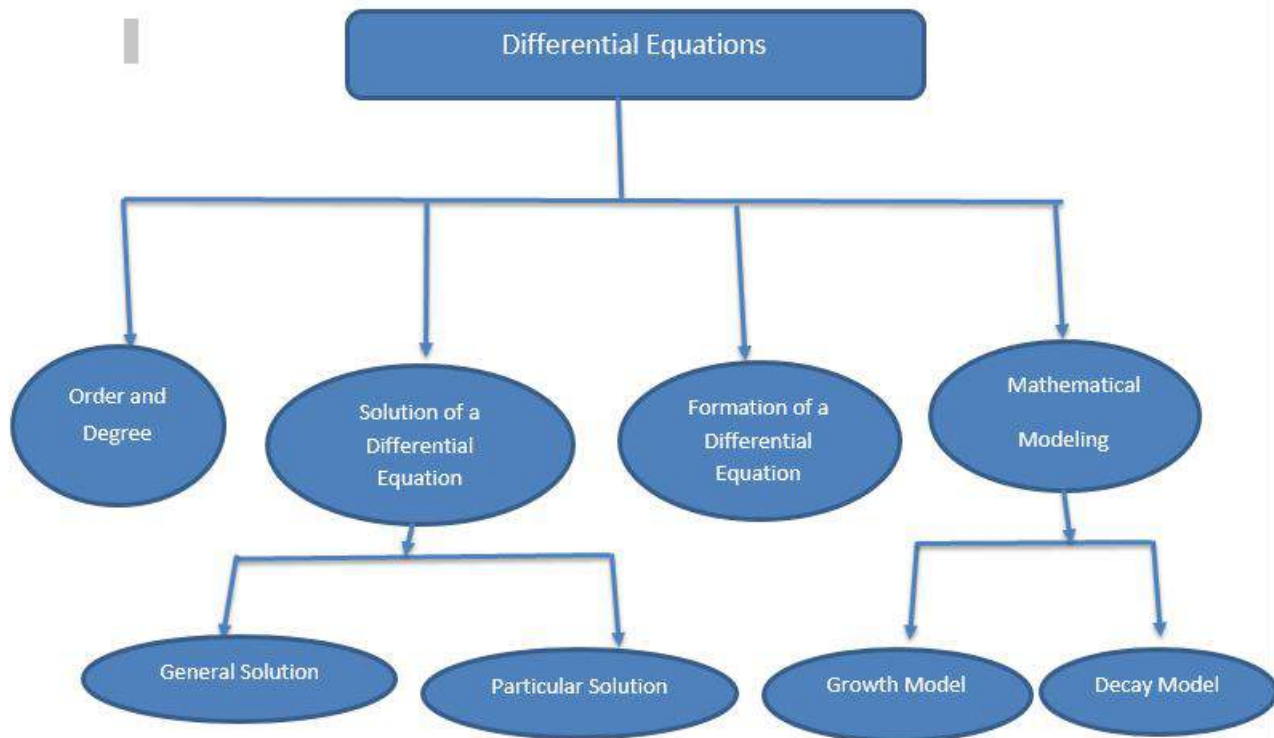 Differential Equations
Order and
Degree
Solution of a
Differential
Equation
Formation of a
Differential
Equation
Mathematical
Modeling
General Solution
Particular Solution
Growth Model
Decay Model